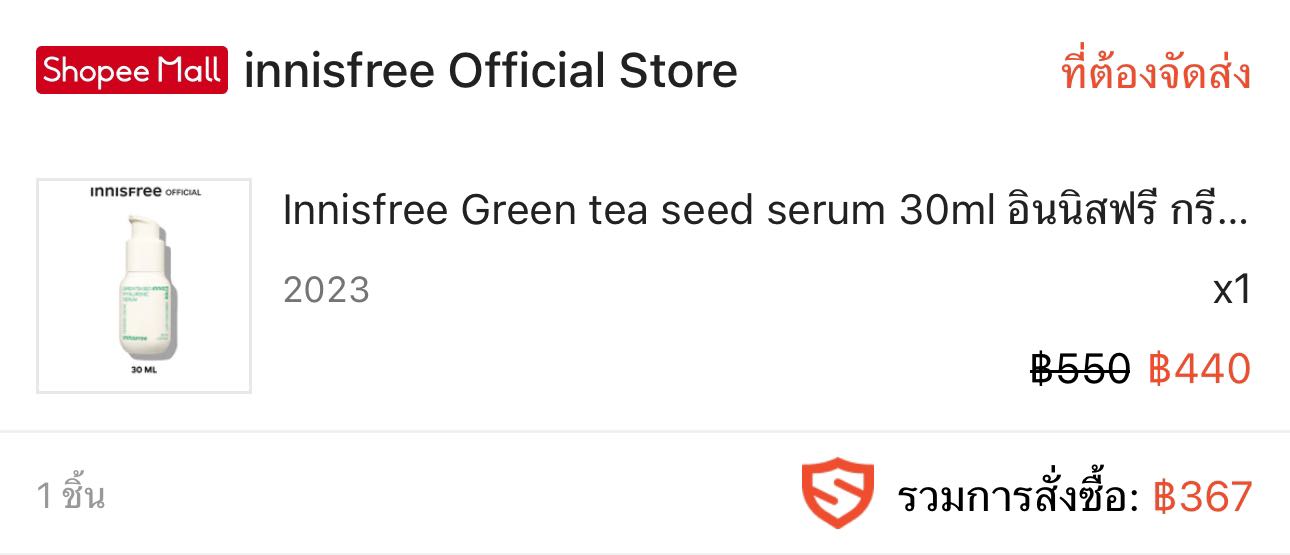 Shopee Mall innisfree Official Store ที่ต้องจัดส่ง
innisfree OFFICIAL
Innisfree Green tea seed serum 30ml อินนิสฟรี กรี...
2023
x1
innisfree
30 ML
฿550 ฿440
1 ชิ้น
รวมการสั่งซื้อ: ฿367